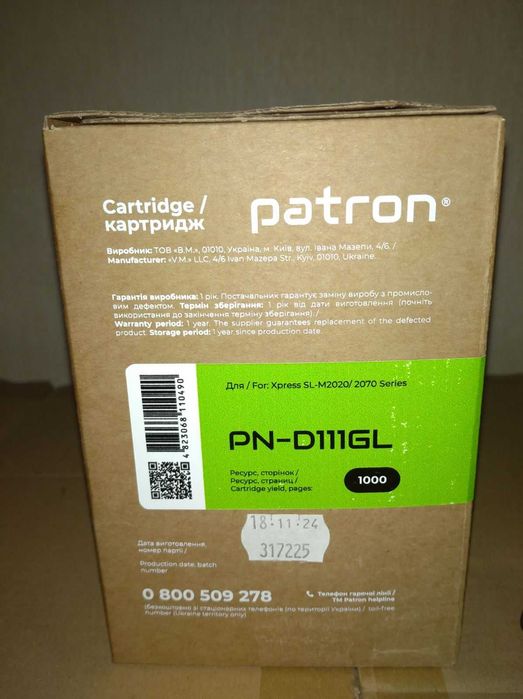 Cartridge /
картридж
patron®
Виробник: ТОВ «В.М.», 01010, Україна, м. Київ, вул. Івана Мазепи, 4/6. /
Manufacturer: «V.M.» LLC, 4/6 Ivan Mazepa Str., Kyiv, 01010, Ukraine.
Гарантія виробника: 1 рік. Постачальник гарантує заміну виробу з промисло-
вим дефектом. Термін зберігання: 1 рік від дати виготовлення (почніть
використання до закінчення терміну зберігання). /
Warranty period: 1 year. The supplier guarantees replacement of the defected
product. Storage period: 1 year since production date.
4 823068 110490
Для / For: Xpress SL-M2020/ 2070 Series
PN-D111GL
Ресурс, сторінок /
Ресурс, страниц /
Cartridge yield, pages:
1000
18·11·24
317225
Дата виготовлення,
номер партії /
Production date, batch
number
0 800 509 278
Телефон гарячої лінії /
TM Patron helpline
(безкоштовно зі стаціонарних телефонів (по території України) / toll-free
number (Ukraine territory only)